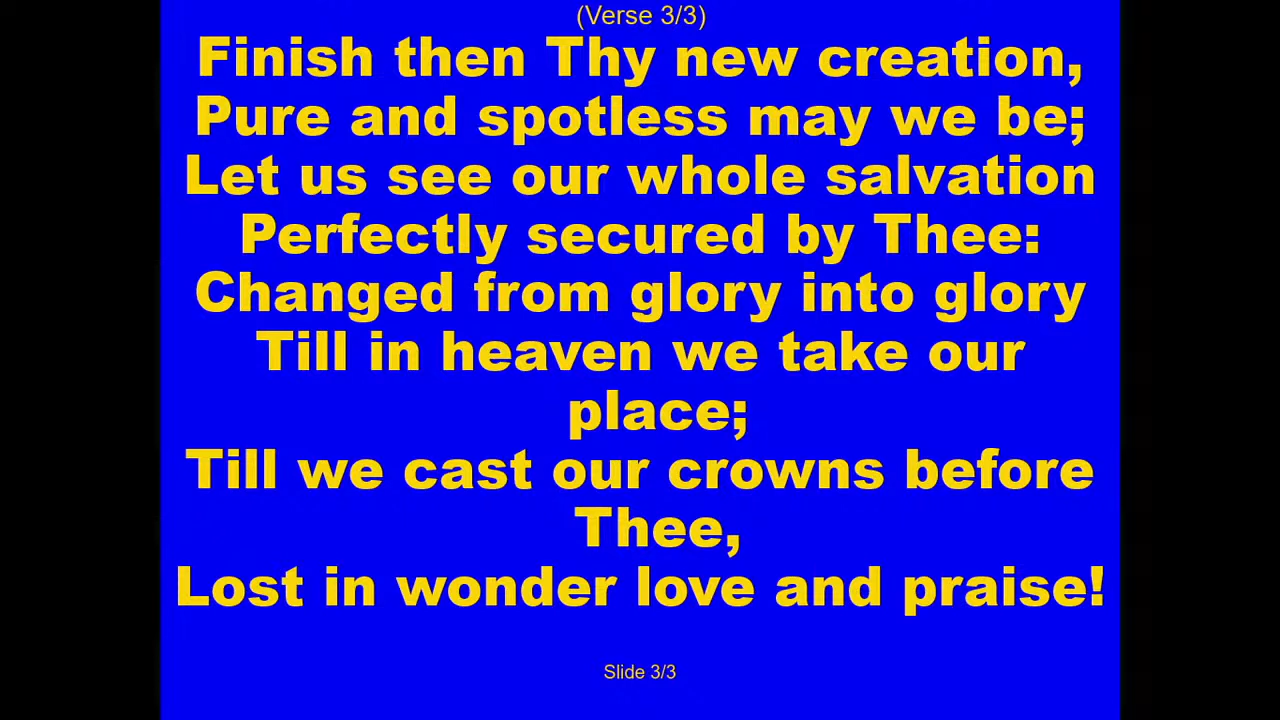 (Verse 3/3)
Finish then Thy new creation,
Pure and spotless may we be;
Let us see our whole salvation
Perfectly secured by Thee:
Changed from glory into glory
Till in heaven we take our
place;
Till we cast our crowns before
Thee,
Lost in wonder love and praise!
Slide 3/3